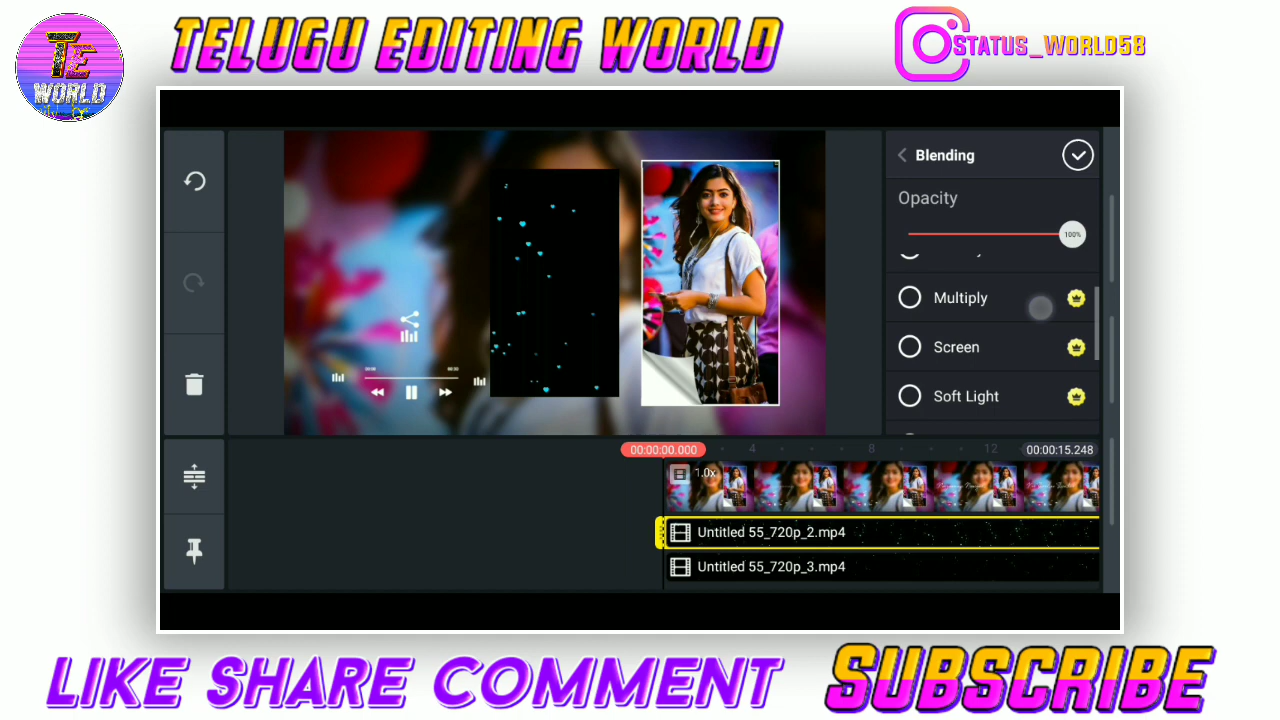 TE
WORLD
TELUGU EDITING WORLD
STATUS_WORLD58
Blending
Opacity
100%
Multiply
Screen
Soft Light
00:00:00.000
4
8
12
00:00:15.248
1.0x
Untitled 55_720p_2.mp4
Untitled 55_720p_3.mp4
LIKE SHARE COMMENT
SUBSCRIBE